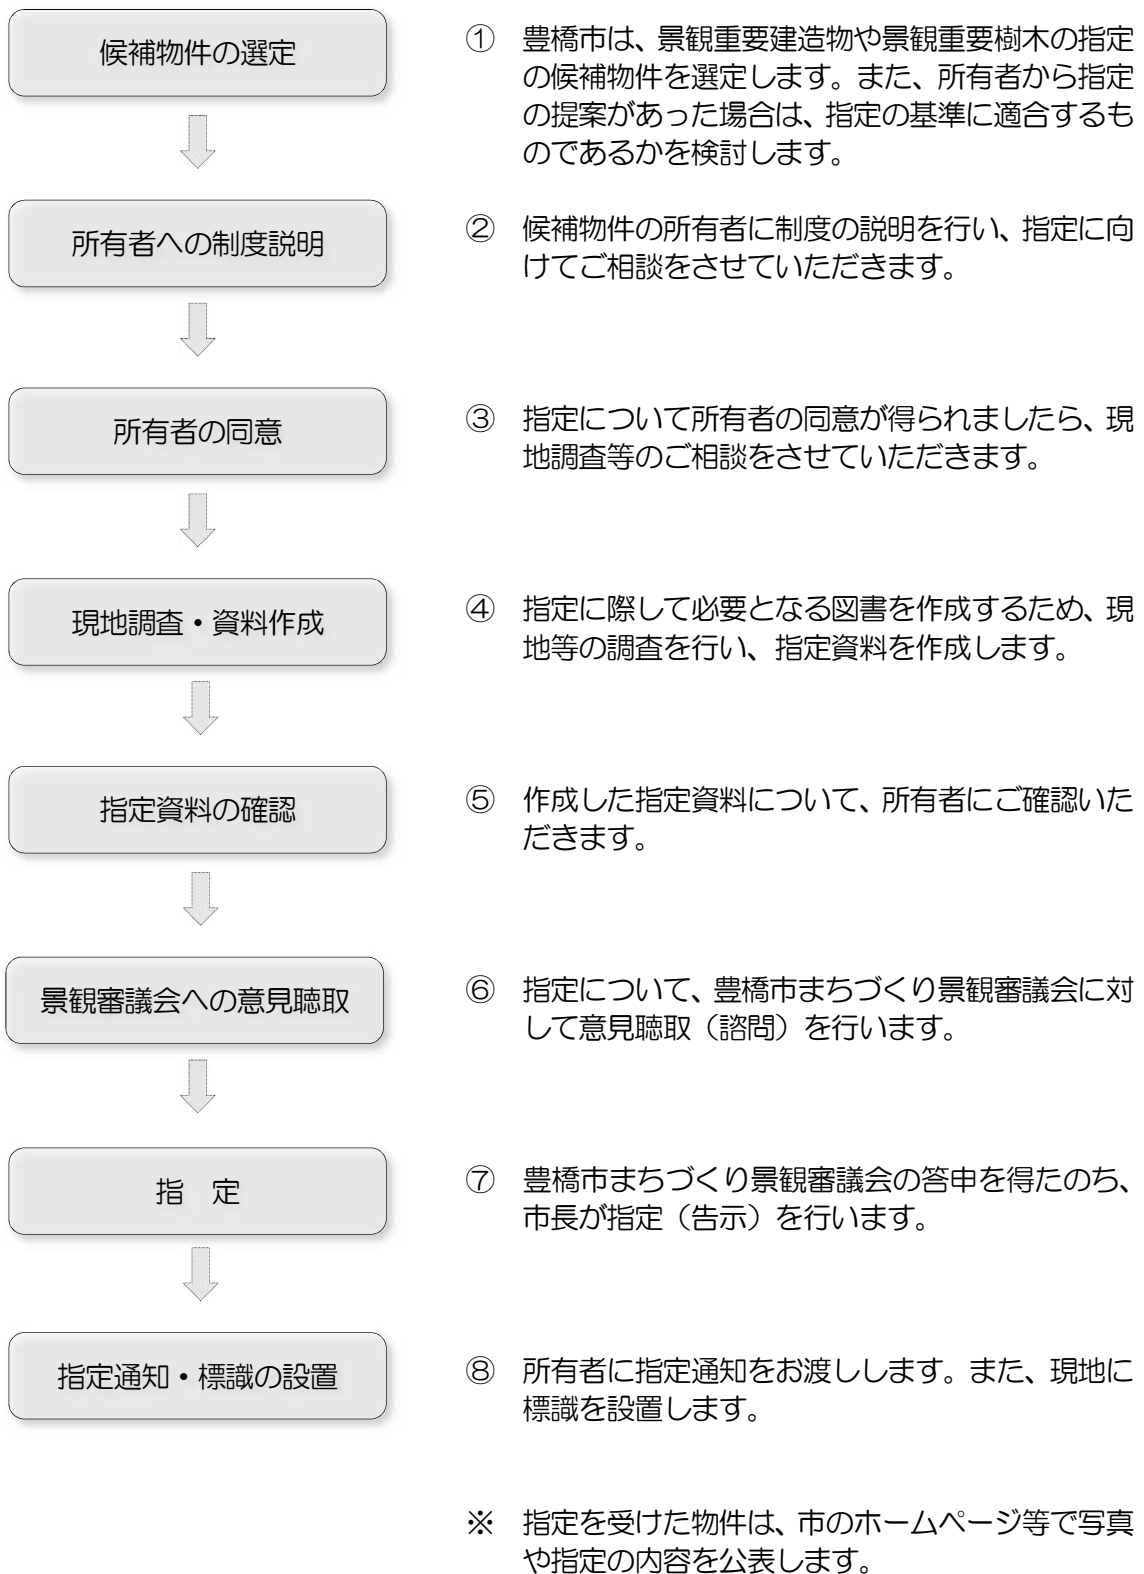 候補物件の選定
① 豊橋市は、景観重要建造物や景観重要樹木の指定
の候補物件を選定します。また、所有者から指定
の提案があった場合は、指定の基準に適合するも
のであるかを検討します。
所有者への制度説明
② 候補物件の所有者に制度の説明を行い、指定に向
けてご相談をさせていただきます。
所有者の同意
③ 指定について所有者の同意が得られましたら、現
地調査等のご相談をさせていただきます。
現地調査・資料作成
④ 指定に際して必要となる図書を作成するため、現
地等の調査を行い、指定資料を作成します。
指定資料の確認
⑤ 作成した指定資料について、所有者にご確認いた
だきます。
景観審議会への意見聴取
⑥ 指定について、豊橋市まちづくり景観審議会に対
して意見聴取（諮問）を行います。
指　定
⑦ 豊橋市まちづくり景観審議会の答申を得たのち、
市長が指定（告示）を行います。
指定通知・標識の設置
⑧ 所有者に指定通知をお渡しします。また、現地に
標識を設置します。
※ 指定を受けた物件は、市のホームページ等で写真
や指定の内容を公表します。